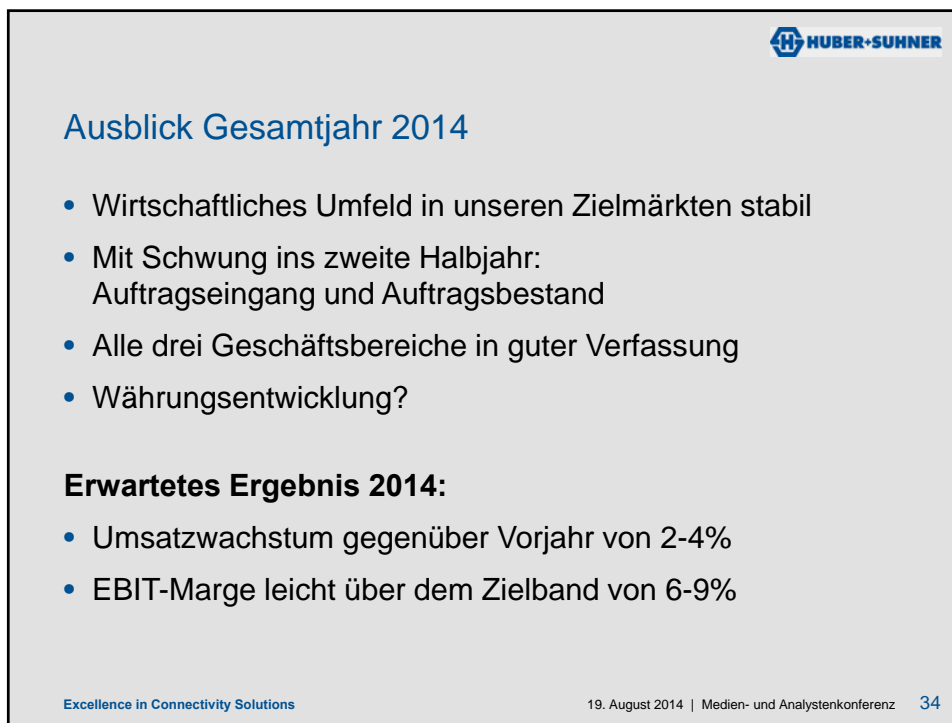 HUBER+SUHNER
Ausblick Gesamtjahr 2014
• Wirtschaftliches Umfeld in unseren Zielmärkten stabil
• Mit Schwung ins zweite Halbjahr:
Auftragseingang und Auftragsbestand
• Alle drei Geschäftsbereiche in guter Verfassung
• Währungsentwicklung?
Erwartetes Ergebnis 2014:
• Umsatzwachstum gegenüber Vorjahr von 2-4%
• EBIT-Marge leicht über dem Zielband von 6-9%
Excellence in Connectivity Solutions 19. August 2014 | Medien- und Analystenkonferenz 34